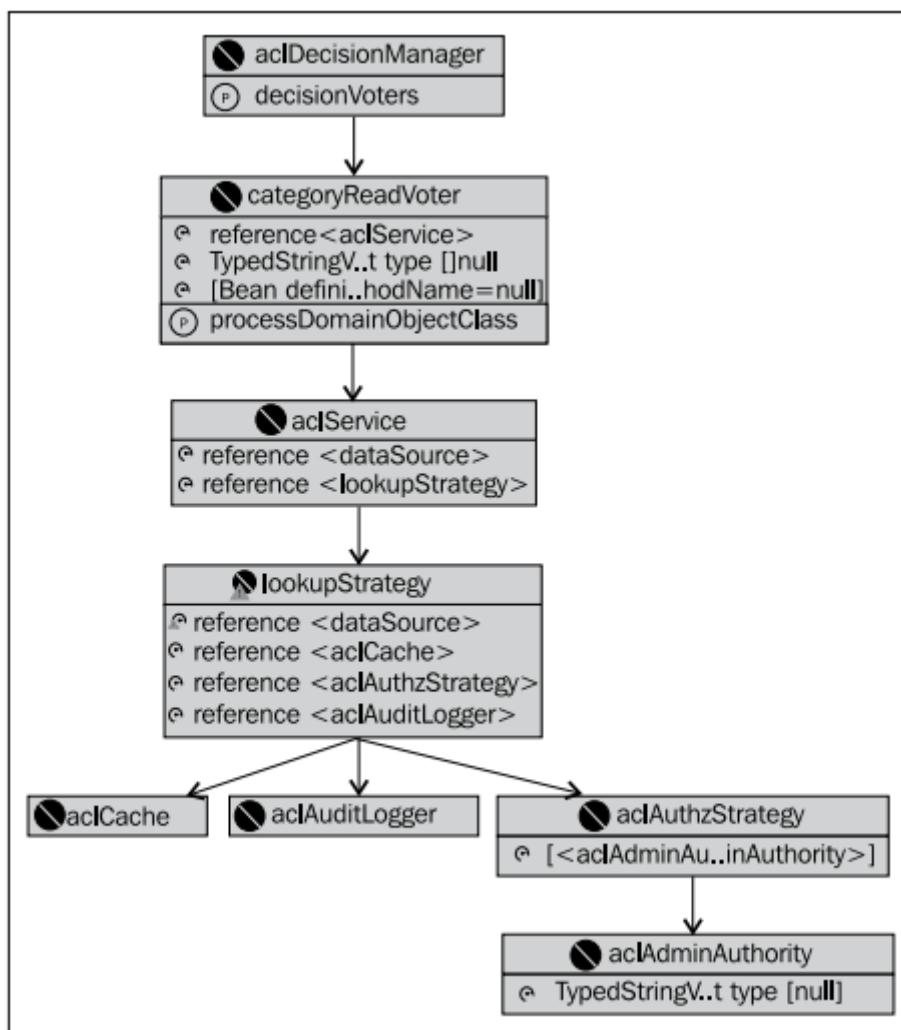 aclDecisionManager
P decisionVoters
categoryReadVoter
reference<aclService>
TypedStringV..t type []null
[Bean defini..hodName=null]
P processDomainObjectClass
aclService
reference <dataSource>
reference <lookupStrategy>
lookupStrategy
reference <dataSource>
reference <aclCache>
reference <aclAuthzStrategy>
reference <aclAuditLogger>
aclCache
aclAuditLogger
aclAuthzStrategy
[<aclAdminAu..inAuthority>]
aclAdminAuthority
TypedStringV..t type [null]